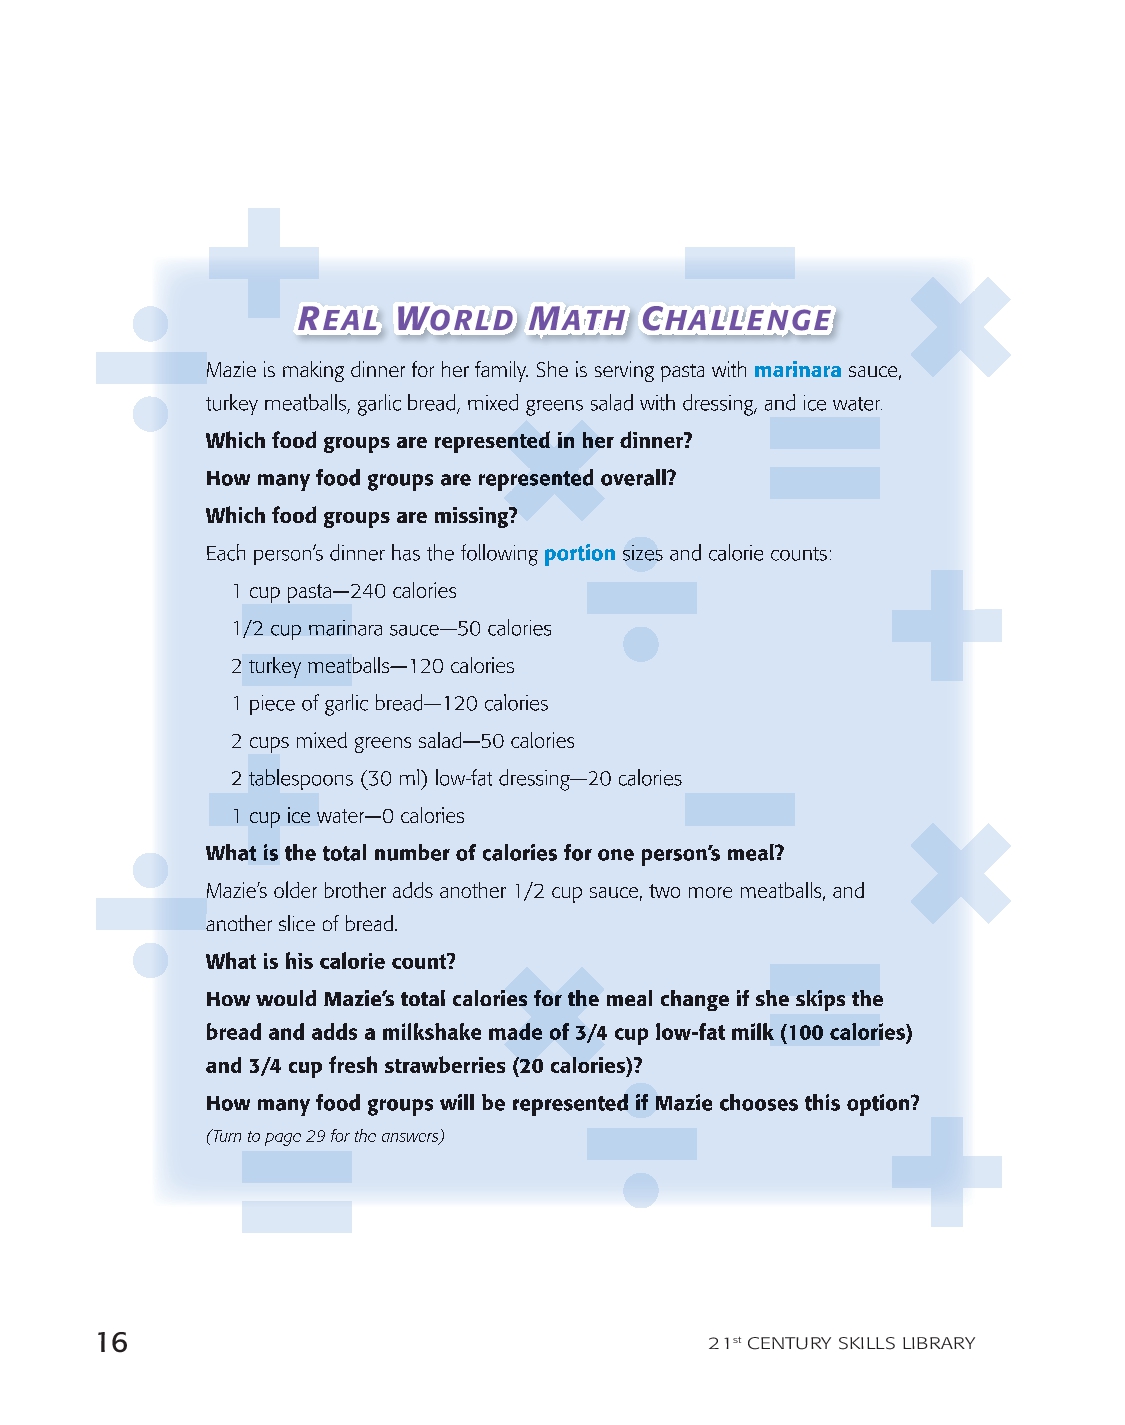 REAL WORLD MATH CHALLENGE
Mazie is making dinner for her family. She is serving pasta with marinara sauce,
turkey meatballs, garlic bread, mixed greens salad with dressing, and ice water.
Which food groups are represented in her dinner?
How many food groups are represented overall?
Which food groups are missing?
Each person’s dinner has the following portion sizes and calorie counts:
1 cup pasta—240 calories
1/2 cup marinara sauce—50 calories
2 turkey meatballs—120 calories
1 piece of garlic bread—120 calories
2 cups mixed greens salad—50 calories
2 tablespoons (30 ml) low-fat dressing—20 calories
1 cup ice water—0 calories
What is the total number of calories for one person’s meal?
Mazie’s older brother adds another 1/2 cup sauce, two more meatballs, and
another slice of bread.
What is his calorie count?
How would Mazie’s total calories for the meal change if she skips the
bread and adds a milkshake made of 3/4 cup low-fat milk (100 calories)
and 3/4 cup fresh strawberries (20 calories)?
How many food groups will be represented if Mazie chooses this option?
(Turn to page 29 for the answers)
16
21st CENTURY SKILLS LIBRARY